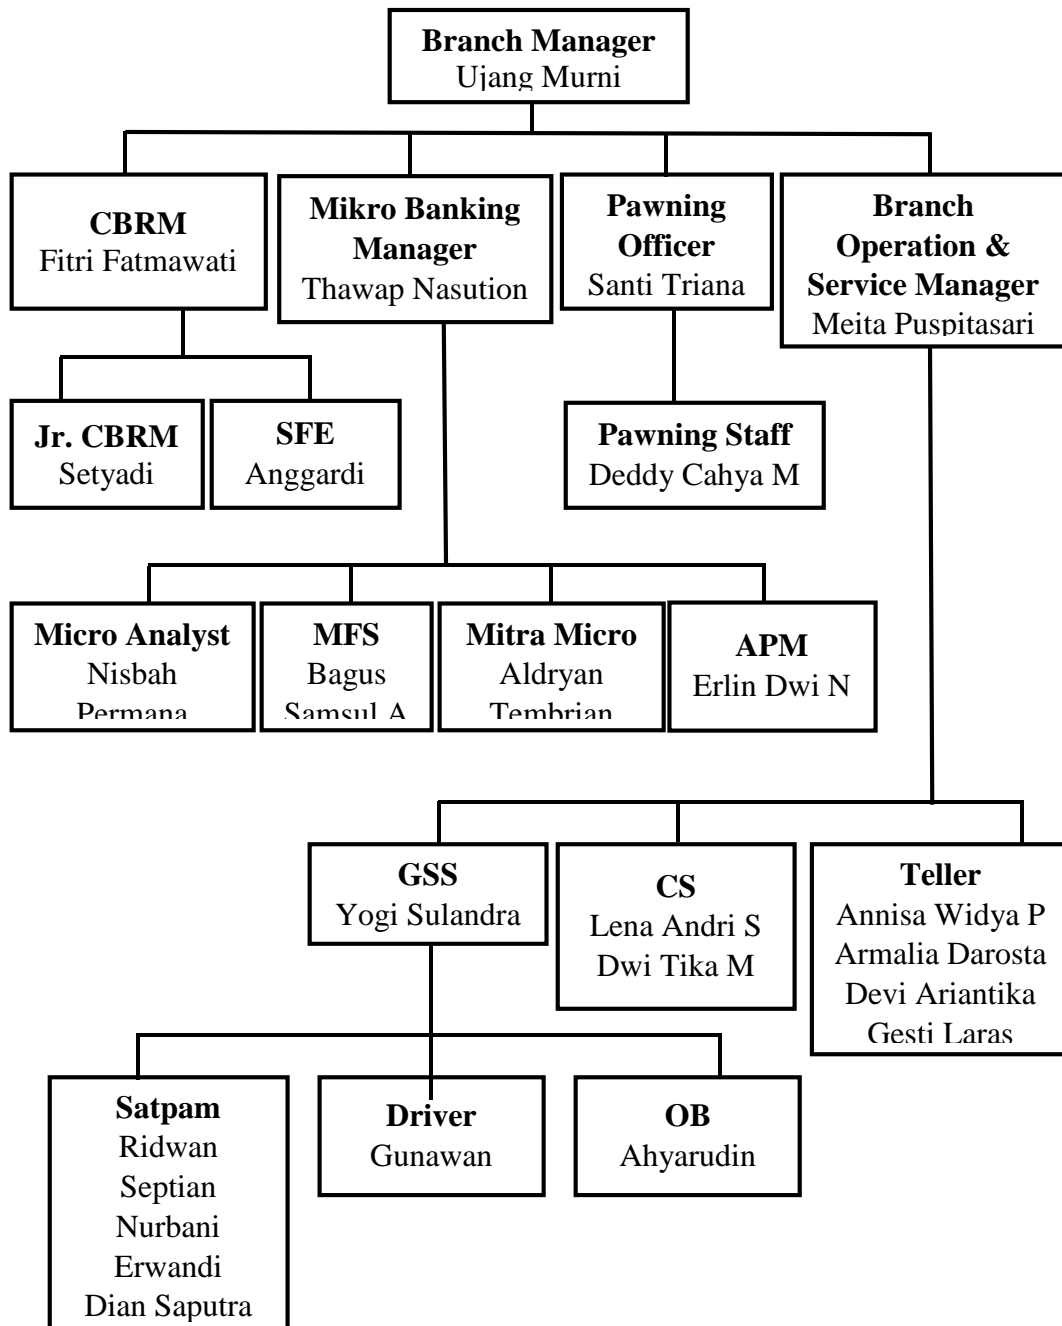 Branch Manager
Ujang Murni
CBRM
Fitri Fatmawati
Mikro Banking
Manager
Thawap Nasution
Pawning
Officer
Santi Triana
Branch
Operation &
Service Manager
Meita Puspitasari
Jr. CBRM
Setyadi
SFE
Anggardi
Pawning Staff
Deddy Cahya M
Micro Analyst
Nisbah
Permana
MFS
Bagus
Samsul A
Mitra Micro
Aldryan
Tembrian
APM
Erlin Dwi N
GSS
Yogi Sulandra
CS
Lena Andri S
Dwi Tika M
Teller
Annisa Widya P
Armalia Darosta
Devi Ariantika
Gesti Laras
Satpam
Ridwan
Septian
Nurbani
Erwandi
Dian Saputra
Driver
Gunawan
OB
Ahyarudin